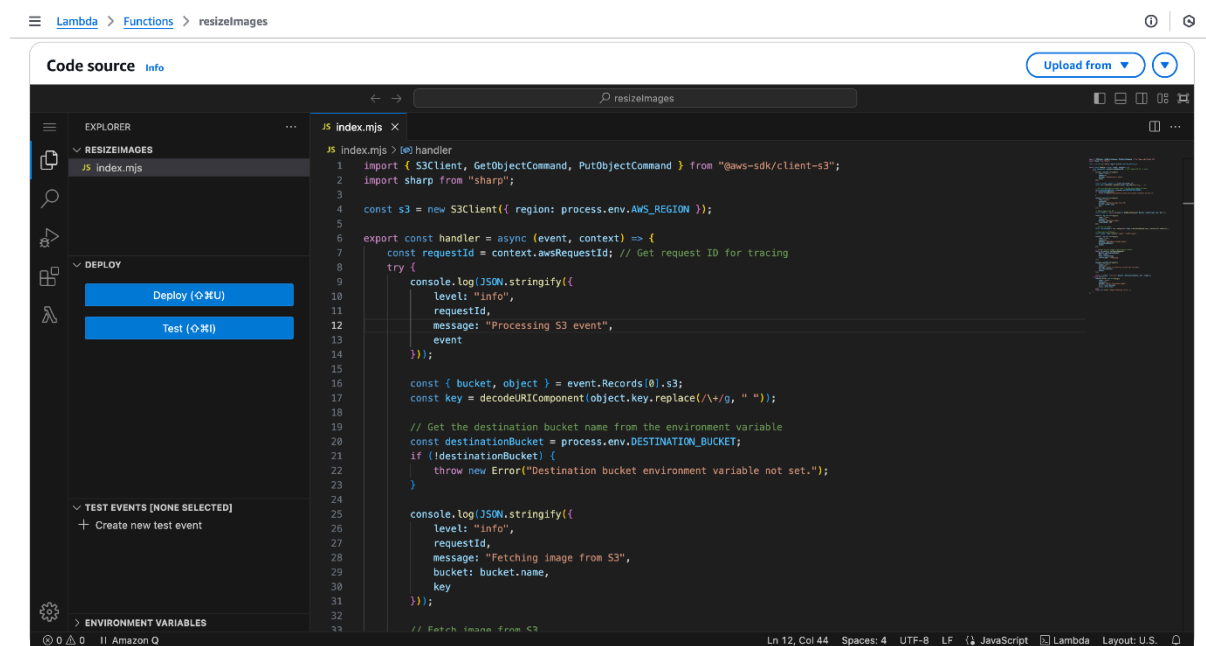 Lambda > Functions > resizeImages
Code source Info
Upload from
resizeImages
EXPLORER
RESIZEIMAGES
JS index.mjs
DEPLOY
Deploy (⇧⌘U)
Test (⇧⌘I)
TEST EVENTS [NONE SELECTED]
+ Create new test event
> ENVIRONMENT VARIABLES
JS index.mjs ×
JS index.mjs > handler
1 import { S3Client, GetObjectCommand, PutObjectCommand } from "@aws-sdk/client-s3";
2 import sharp from "sharp";
3
4 const s3 = new S3Client({ region: process.env.AWS_REGION });
5
6 export const handler = async (event, context) => {
7     const requestId = context.awsRequestId; // Get request ID for tracing
8     try {
9         console.log(JSON.stringify({
10             level: "info",
11             requestId,
12             message: "Processing S3 event",
13             event
14         }));
15
16         const { bucket, object } = event.Records[0].s3;
17         const key = decodeURIComponent(object.key.replace(/\+/g, " "));
18
19         // Get the destination bucket name from the environment variable
20         const destinationBucket = process.env.DESTINATION_BUCKET;
21         if (!destinationBucket) {
22             throw new Error("Destination bucket environment variable not set.");
23         }
24
25         console.log(JSON.stringify({
26             level: "info",
27             requestId,
28             message: "Fetching image from S3",
29             bucket: bucket.name,
30             key
31         }));
32
33         // Fetch image from S3
0 0 Amazon Q
Ln 12, Col 44 Spaces: 4 UTF-8 LF JavaScript Lambda Layout: U.S.